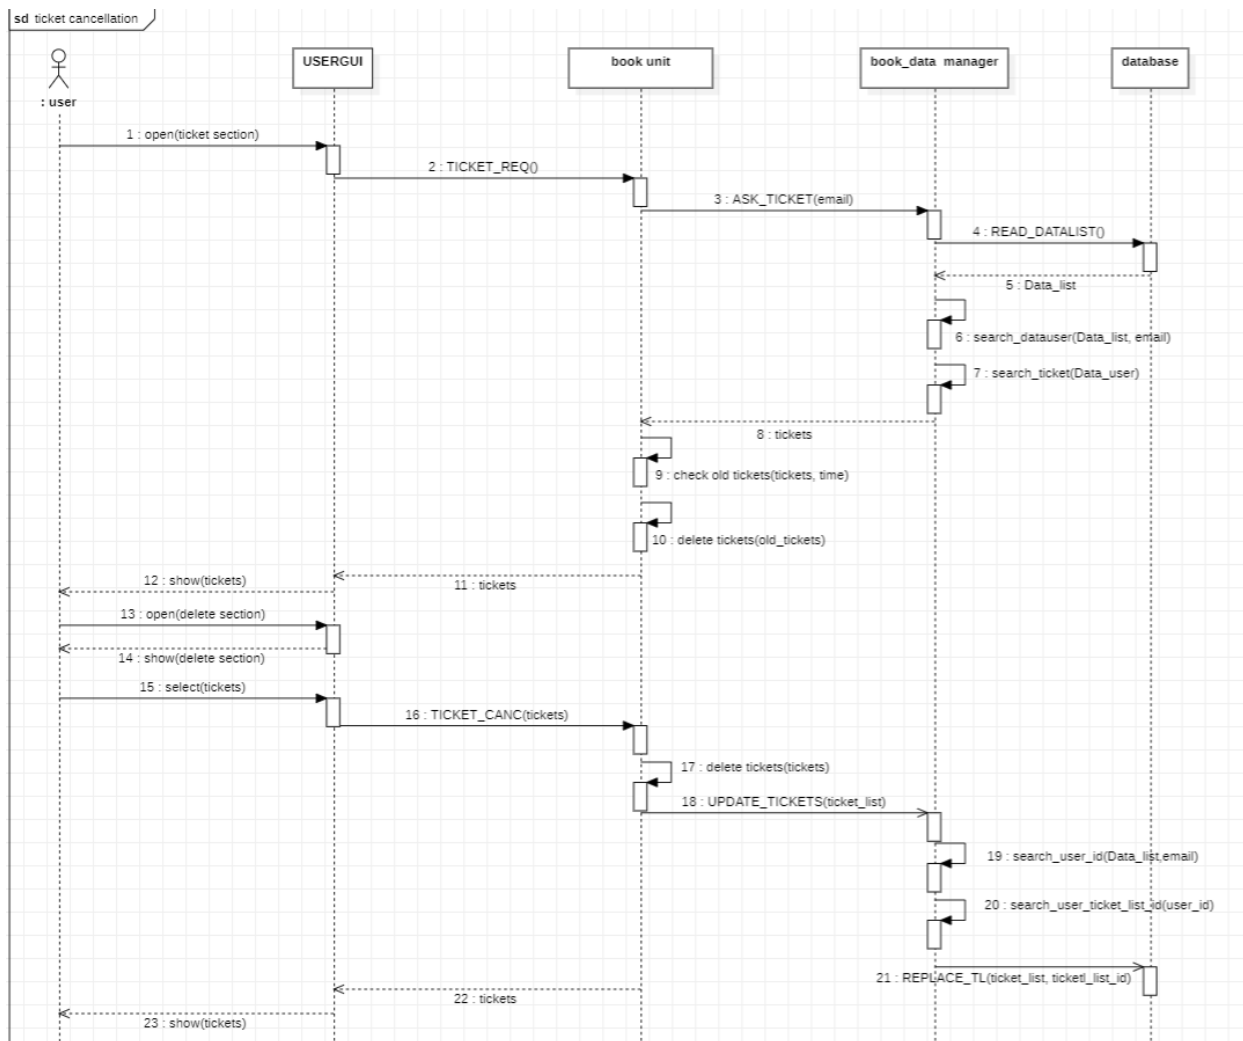 sd ticket cancellation
: user
USERGUI
book unit
book_data manager
database
1 : open(ticket section)
2 : TICKET_REQ()
3 : ASK_TICKET(email)
4 : READ_DATALIST()
5 : Data_list
6 : search_datauser(Data_list, email)
7 : search_ticket(Data_user)
8 : tickets
9 : check old tickets(tickets, time)
10 : delete tickets(old_tickets)
11 : tickets
12 : show(tickets)
13 : open(delete section)
14 : show(delete section)
15 : select(tickets)
16 : TICKET_CANC(tickets)
17 : delete tickets(tickets)
18 : UPDATE_TICKETS(ticket_list)
19 : search_user_id(Data_list,email)
20 : search_user_ticket_list_id(user_id)
21 : REPLACE_TL(ticket_list, ticketl_list_id)
22 : tickets
23 : show(tickets)